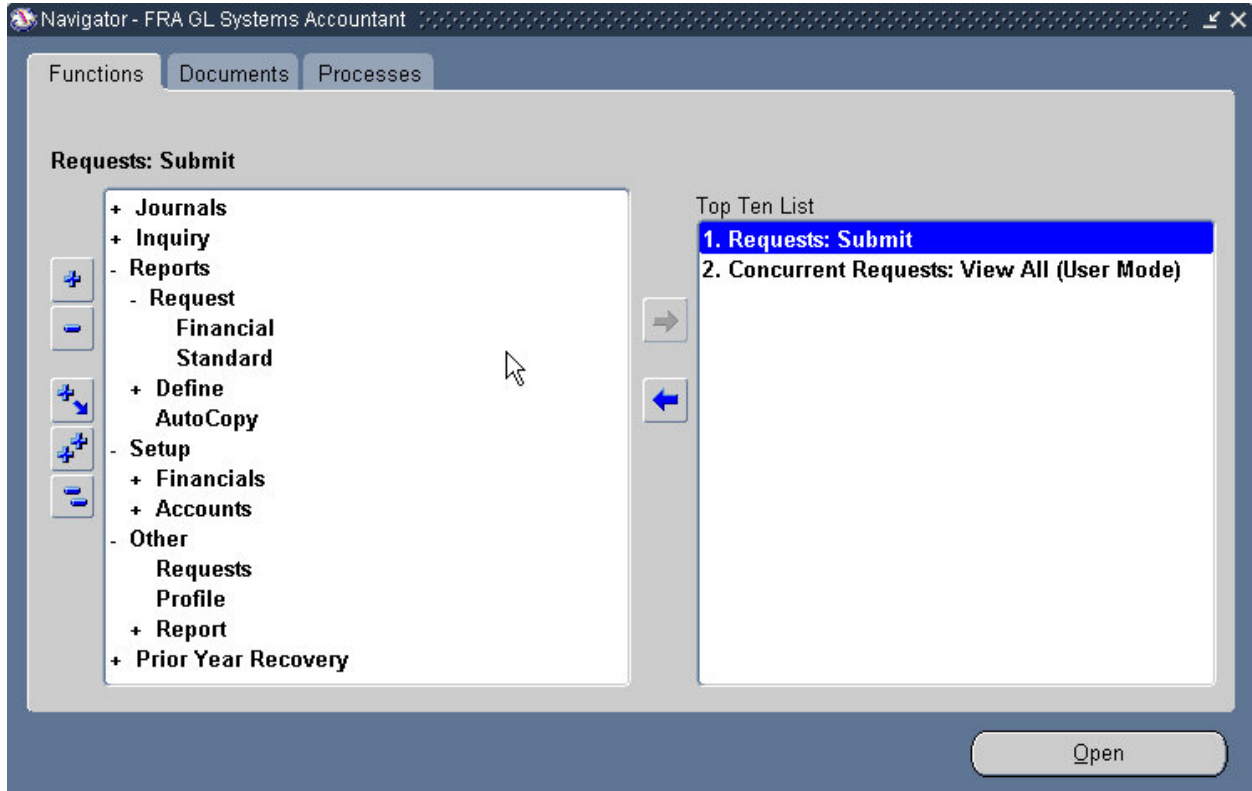 Navigator - FRA GL Systems Accountant
Functions
Documents
Processes
Requests: Submit
+ Journals
+ Inquiry
- Reports
- Request
Financial
Standard
+ Define
AutoCopy
- Setup
+ Financials
+ Accounts
- Other
Requests
Profile
+ Report
+ Prior Year Recovery
Top Ten List
1. Requests: Submit
2. Concurrent Requests: View All (User Mode)
Open